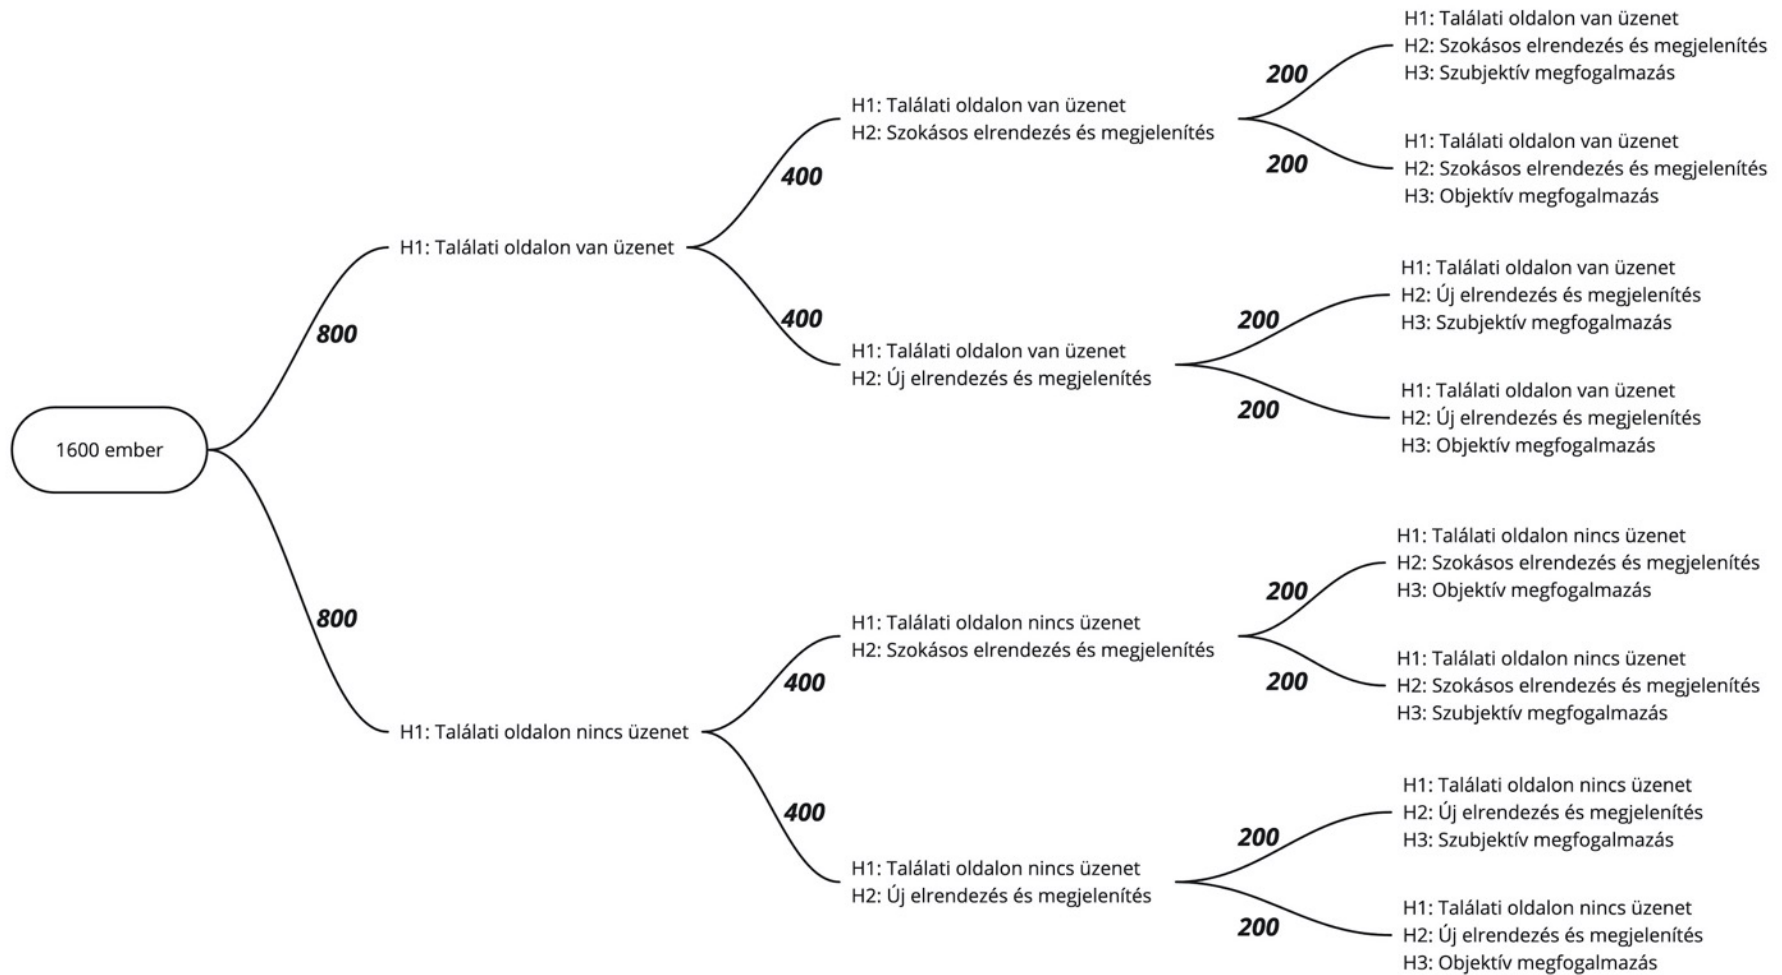 1600 ember
800
800
H1: Találati oldalon van üzenet
H1: Találati oldalon nincs üzenet
400
400
400
400
H1: Találati oldalon van üzenet
H2: Szokásos elrendezés és megjelenítés
H1: Találati oldalon van üzenet
H2: Új elrendezés és megjelenítés
H1: Találati oldalon nincs üzenet
H2: Szokásos elrendezés és megjelenítés
H1: Találati oldalon nincs üzenet
H2: Új elrendezés és megjelenítés
200
200
200
200
200
200
200
200
H1: Találati oldalon van üzenet
H2: Szokásos elrendezés és megjelenítés
H3: Szubjektív megfogalmazás
H1: Találati oldalon van üzenet
H2: Szokásos elrendezés és megjelenítés
H3: Objektív megfogalmazás
H1: Találati oldalon van üzenet
H2: Új elrendezés és megjelenítés
H3: Szubjektív megfogalmazás
H1: Találati oldalon van üzenet
H2: Új elrendezés és megjelenítés
H3: Objektív megfogalmazás
H1: Találati oldalon nincs üzenet
H2: Szokásos elrendezés és megjelenítés
H3: Objektív megfogalmazás
H1: Találati oldalon nincs üzenet
H2: Szokásos elrendezés és megjelenítés
H3: Szubjektív megfogalmazás
H1: Találati oldalon nincs üzenet
H2: Új elrendezés és megjelenítés
H3: Szubjektív megfogalmazás
H1: Találati oldalon nincs üzenet
H2: Új elrendezés és megjelenítés
H3: Objektív megfogalmazás